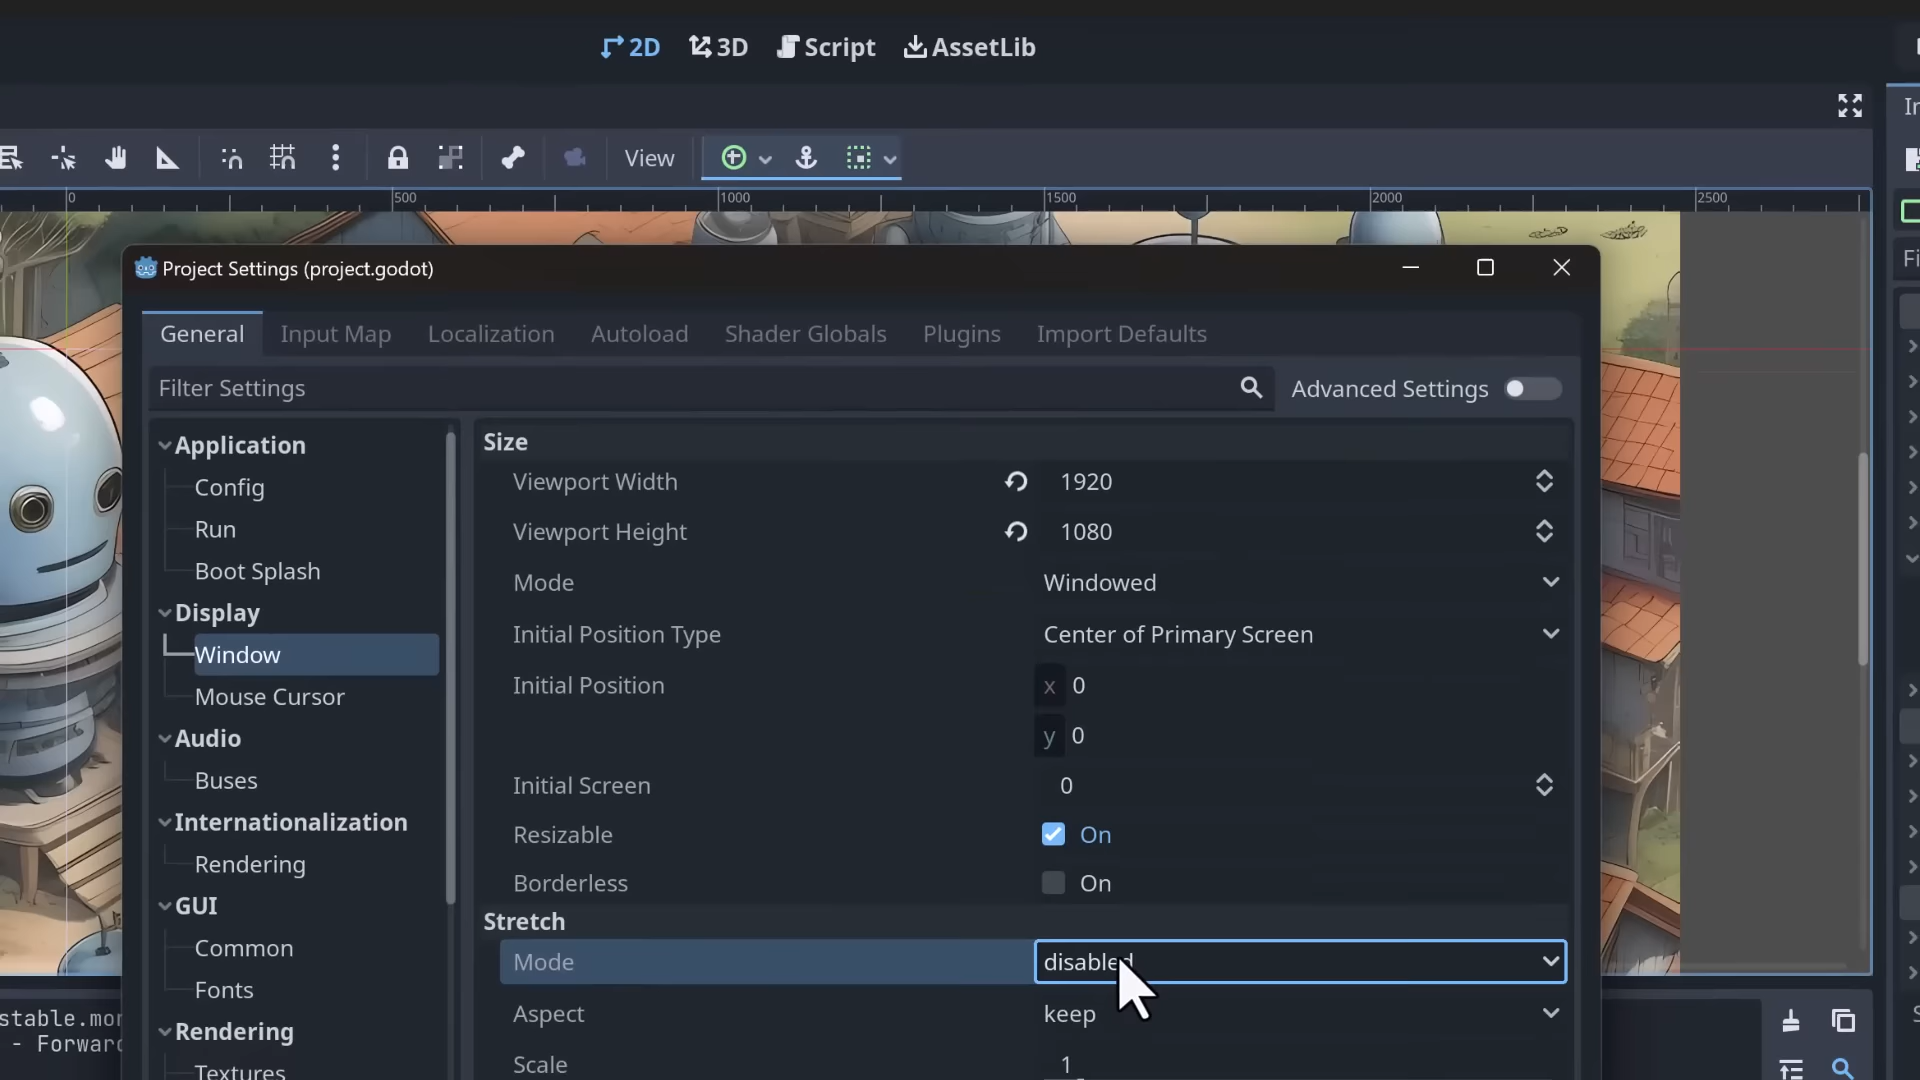 2D 3D Script AssetLib
View
0 500 1000 1500 2000 2500
Project Settings (project.godot)
General Input Map Localization Autoload Shader Globals Plugins Import Defaults
Filter Settings
Advanced Settings
Application
Config
Run
Boot Splash
Display
Window
Mouse Cursor
Audio
Buses
Internationalization
Rendering
GUI
Common
Fonts
Rendering
Textures
Size
Viewport Width 1920
Viewport Height 1080
Mode Windowed
Initial Position Type Center of Primary Screen
Initial Position x 0
y 0
Initial Screen 0
Resizable On
Borderless On
Stretch
Mode disabled
Aspect keep
Scale 1
stable.mo
- Forward